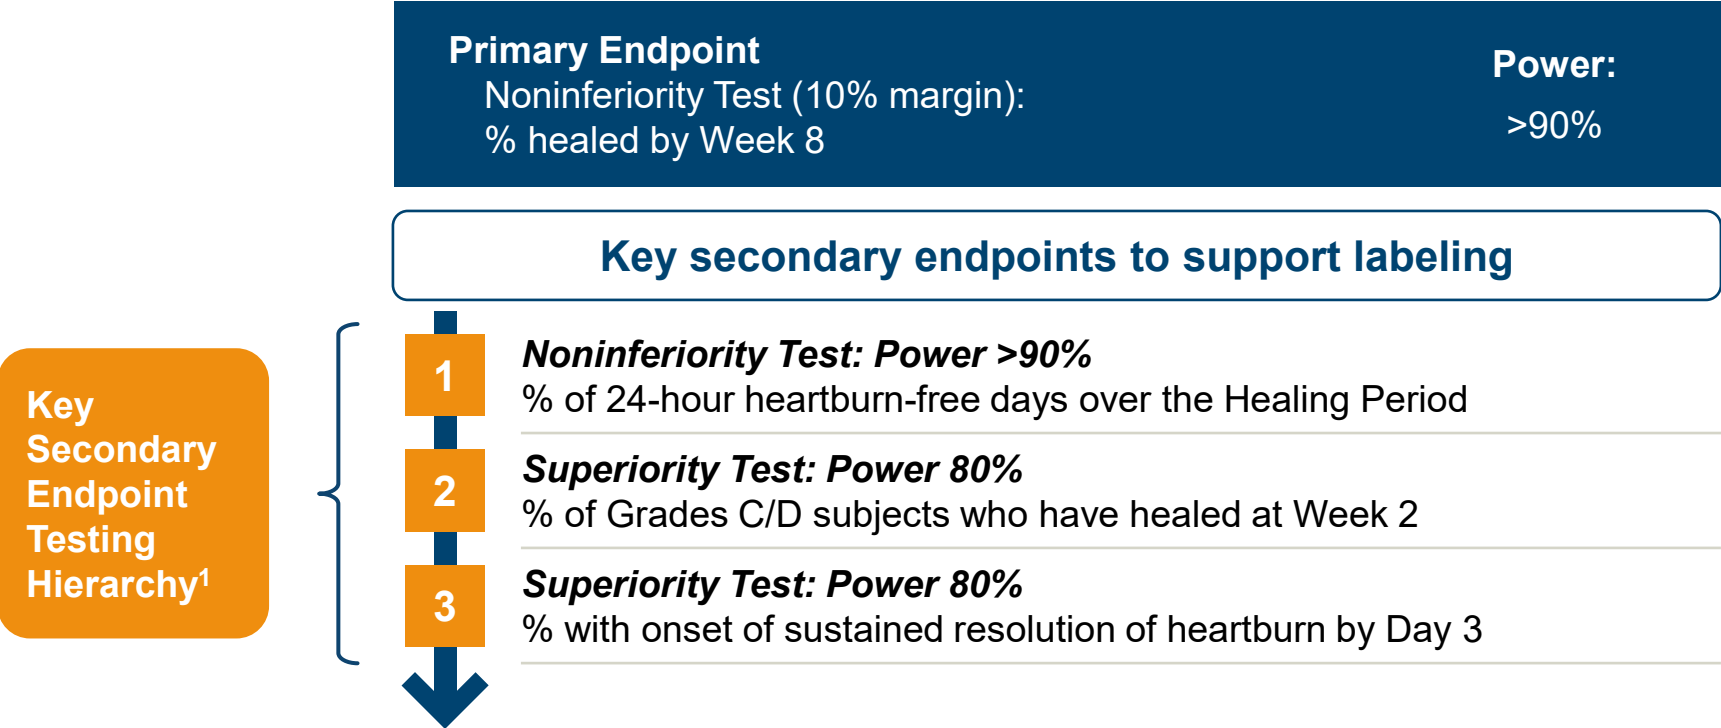 Primary Endpoint
Noninferiority Test (10% margin):
% healed by Week 8
Power:
>90%
Key secondary endpoints to support labeling
Key
Secondary
Endpoint
Testing
Hierarchy¹
1
Noninferiority Test: Power >90%
% of 24-hour heartburn-free days over the Healing Period
2
Superiority Test: Power 80%
% of Grades C/D subjects who have healed at Week 2
3
Superiority Test: Power 80%
% with onset of sustained resolution of heartburn by Day 3